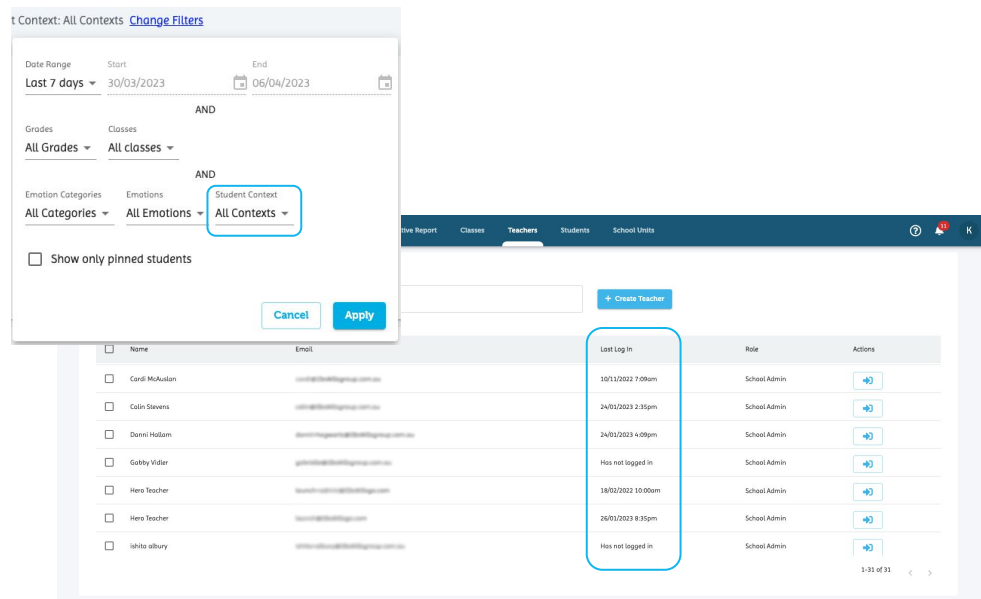 t Context: All Contexts Change Filters
Date Range Start End
Last 7 days 30/03/2023 06/04/2023
AND
Grades Classes
All Grades All classes
AND
Emotion Categories Emotions Student Context
All Categories All Emotions All Contexts
Show only pinned students
Cancel Apply
tive Report Classes Teachers Students School Units 11 K
+ Create Teacher
Name Email Last Log In Role Actions
Cardi McAuslan 10/11/2022 7:09am School Admin
Colin Stevens 24/01/2023 2:35pm School Admin
Danni Hallam 24/01/2023 4:09pm School Admin
Gabby Vidler Has not logged in School Admin
Hero Teacher 18/02/2022 10:00am School Admin
Hero Teacher 26/01/2023 8:35pm School Admin
ishita albury Has not logged in School Admin
1-31 of 31